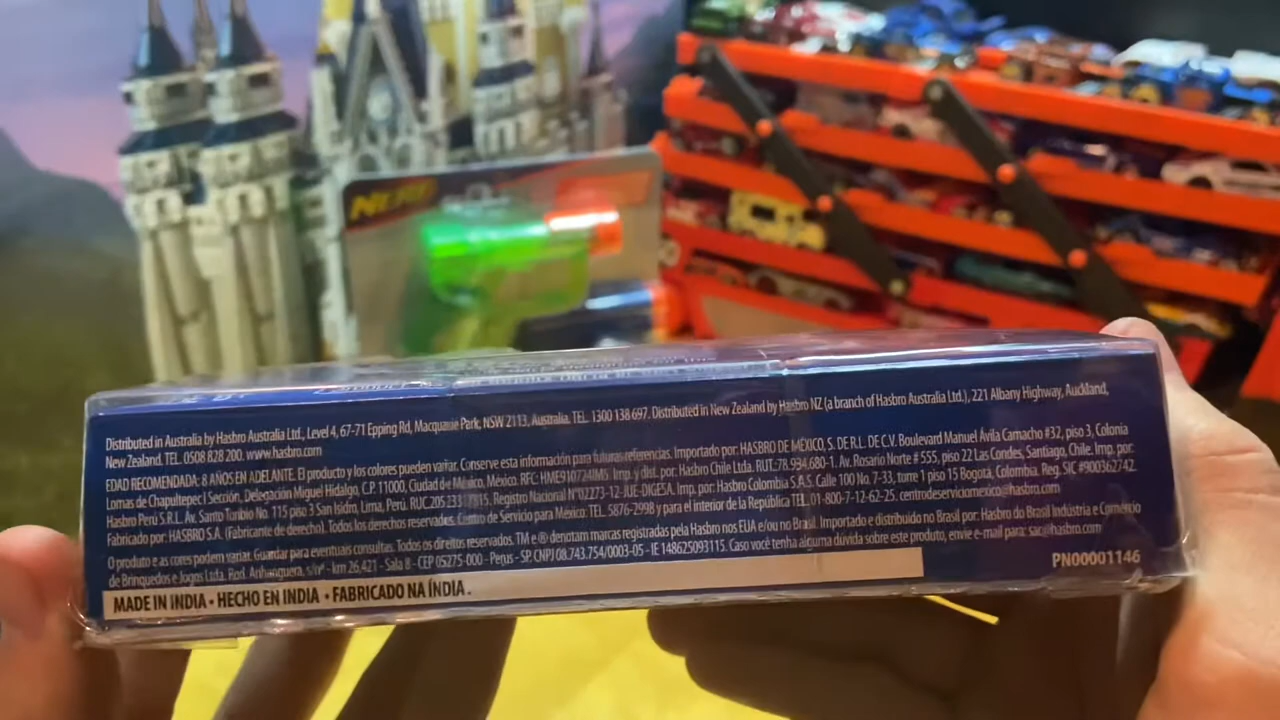 NERF
Distributed in Australia by Hasbro Australia Ltd., Level 4, 67-71 Epping Rd, Macquarie Park, NSW 2113, Australia. TEL. 1300 138 697. Distributed in New Zealand by Hasbro NZ (a branch of Hasbro Australia Ltd.), 221 Albany Highway, Auckland,
New Zealand. TEL. 0508 828 200. www.hasbro.com
EDAD RECOMENDADA: 8 AÑOS EN ADELANTE. El producto y los colores pueden variar. Conserve esta información para futuras referencias. Importado por: HASBRO DE MÉXICO, S. DE R.L. DE C.V. Boulevard Manuel Ávila Camacho #32, piso 3, Colonia
Lomas de Chapultepec I Sección, Delegación Miguel Hidalgo, C.P. 11000, Ciudad de México, México. RFC: Imp. y dist. por: Hasbro Chile Ltda. RUT: 78.934.680-1. Av. Rosario Norte # 555, piso 22 Las Condes, Santiago, Chile. Imp. por:
Hasbro Perú S.R.L. Av. Santo Toribio No. 115 piso 3 San Isidro, Lima, Perú. Registro Nacional N°02273-12-JUE-DIGESA. Imp. por: Hasbro Colombia S.A.S. Calle 100 No. 7-33, torre 1 piso 15 Bogotá, Colombia. Reg. SIC #900362742.
Fabricado por: HASBRO S.A. (Fabricante de derecho). Todos los derechos reservados. Centro de Servicio para México: TEL. 5876-2998 y para el interior de la República TEL. 01-800-7-12-62-25. centrodeserviciomexico@hasbro.com
O produto e as cores podem variar. Guardar para eventuais consultas. Todos os direitos reservados. TM e ® denotam marcas registradas pela Hasbro nos EUA e/ou no Brasil. Importado e distribuido no Brasil por: Hasbro do Brasil Indústria e Comércio
de Brinquedos e Jogos Ltda. Rod. Anhanguera, s/nº - km 26,421 - Sala 8 - CEP 05275-000 - Perus - SP, CNPJ 08.743.754/0003-05 - IE 148625093115. Caso você tenha alguma dúvida sobre este produto, envie e-mail para: sac@hasbro.com
PN00001146
MADE IN INDIA • HECHO EN INDIA • FABRICADO NA ÍNDIA.